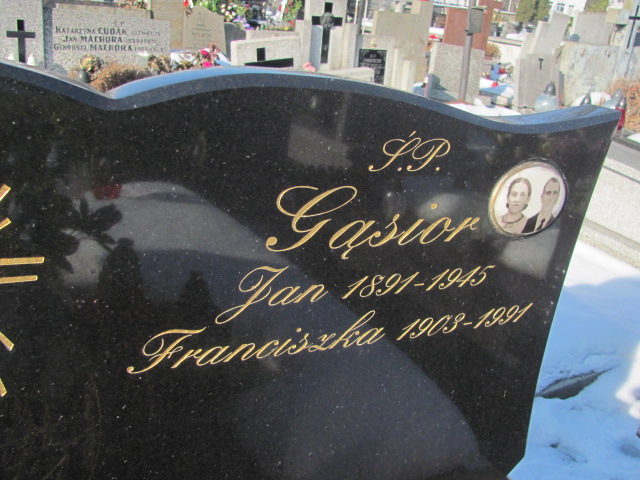 Ś.P.
Gąsior
Jan 1891-1945
Franciszka 1903-1991
Ś.P.
KATARZYNA CUDAK
JAN MACHURA
GENOWEFA MACHURA